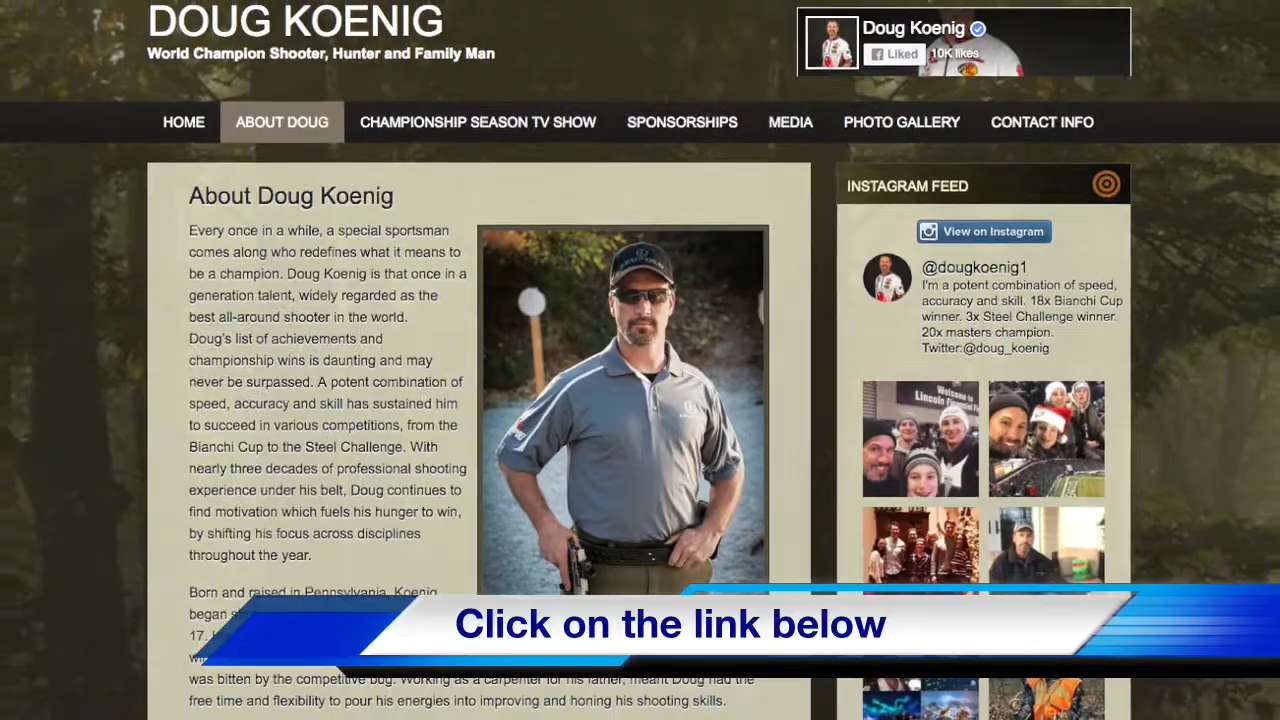 DOUG KOENIG
World Champion Shooter, Hunter and Family Man
Doug Koenig
Liked
10K likes
HOME
ABOUT DOUG
CHAMPIONSHIP SEASON TV SHOW
SPONSORSHIPS
MEDIA
PHOTO GALLERY
CONTACT INFO
About Doug Koenig
Every once in a while, a special sportsman
comes along who redefines what it means to
be a champion. Doug Koenig is that once in a
generation talent, widely regarded as the
best all-around shooter in the world.
Doug's list of achievements and
championship wins is daunting and may
never be surpassed. A potent combination of
speed, accuracy and skill has sustained him
to succeed in various competitions, from the
Bianchi Cup to the Steel Challenge. With
nearly three decades of professional shooting
experience under his belt, Doug continues to
find motivation which fuels his hunger to win,
by shifting his focus across disciplines
throughout the year.
Born and raised in Pennsylvania, Koenig
began
17.
was bitten by the competitive bug. Working as a carpenter for his father, meant Doug had the
free time and flexibility to pour his energies into improving and honing his shooting skills.
INSTAGRAM FEED
View on Instagram
@dougkoenig1
I'm a potent combination of speed,
accuracy and skill. 18x Bianchi Cup
winner. 3x Steel Challenge winner.
20x masters champion.
Twitter:@doug_koenig
Welcome to
Lincoln Financial
Click on the link below